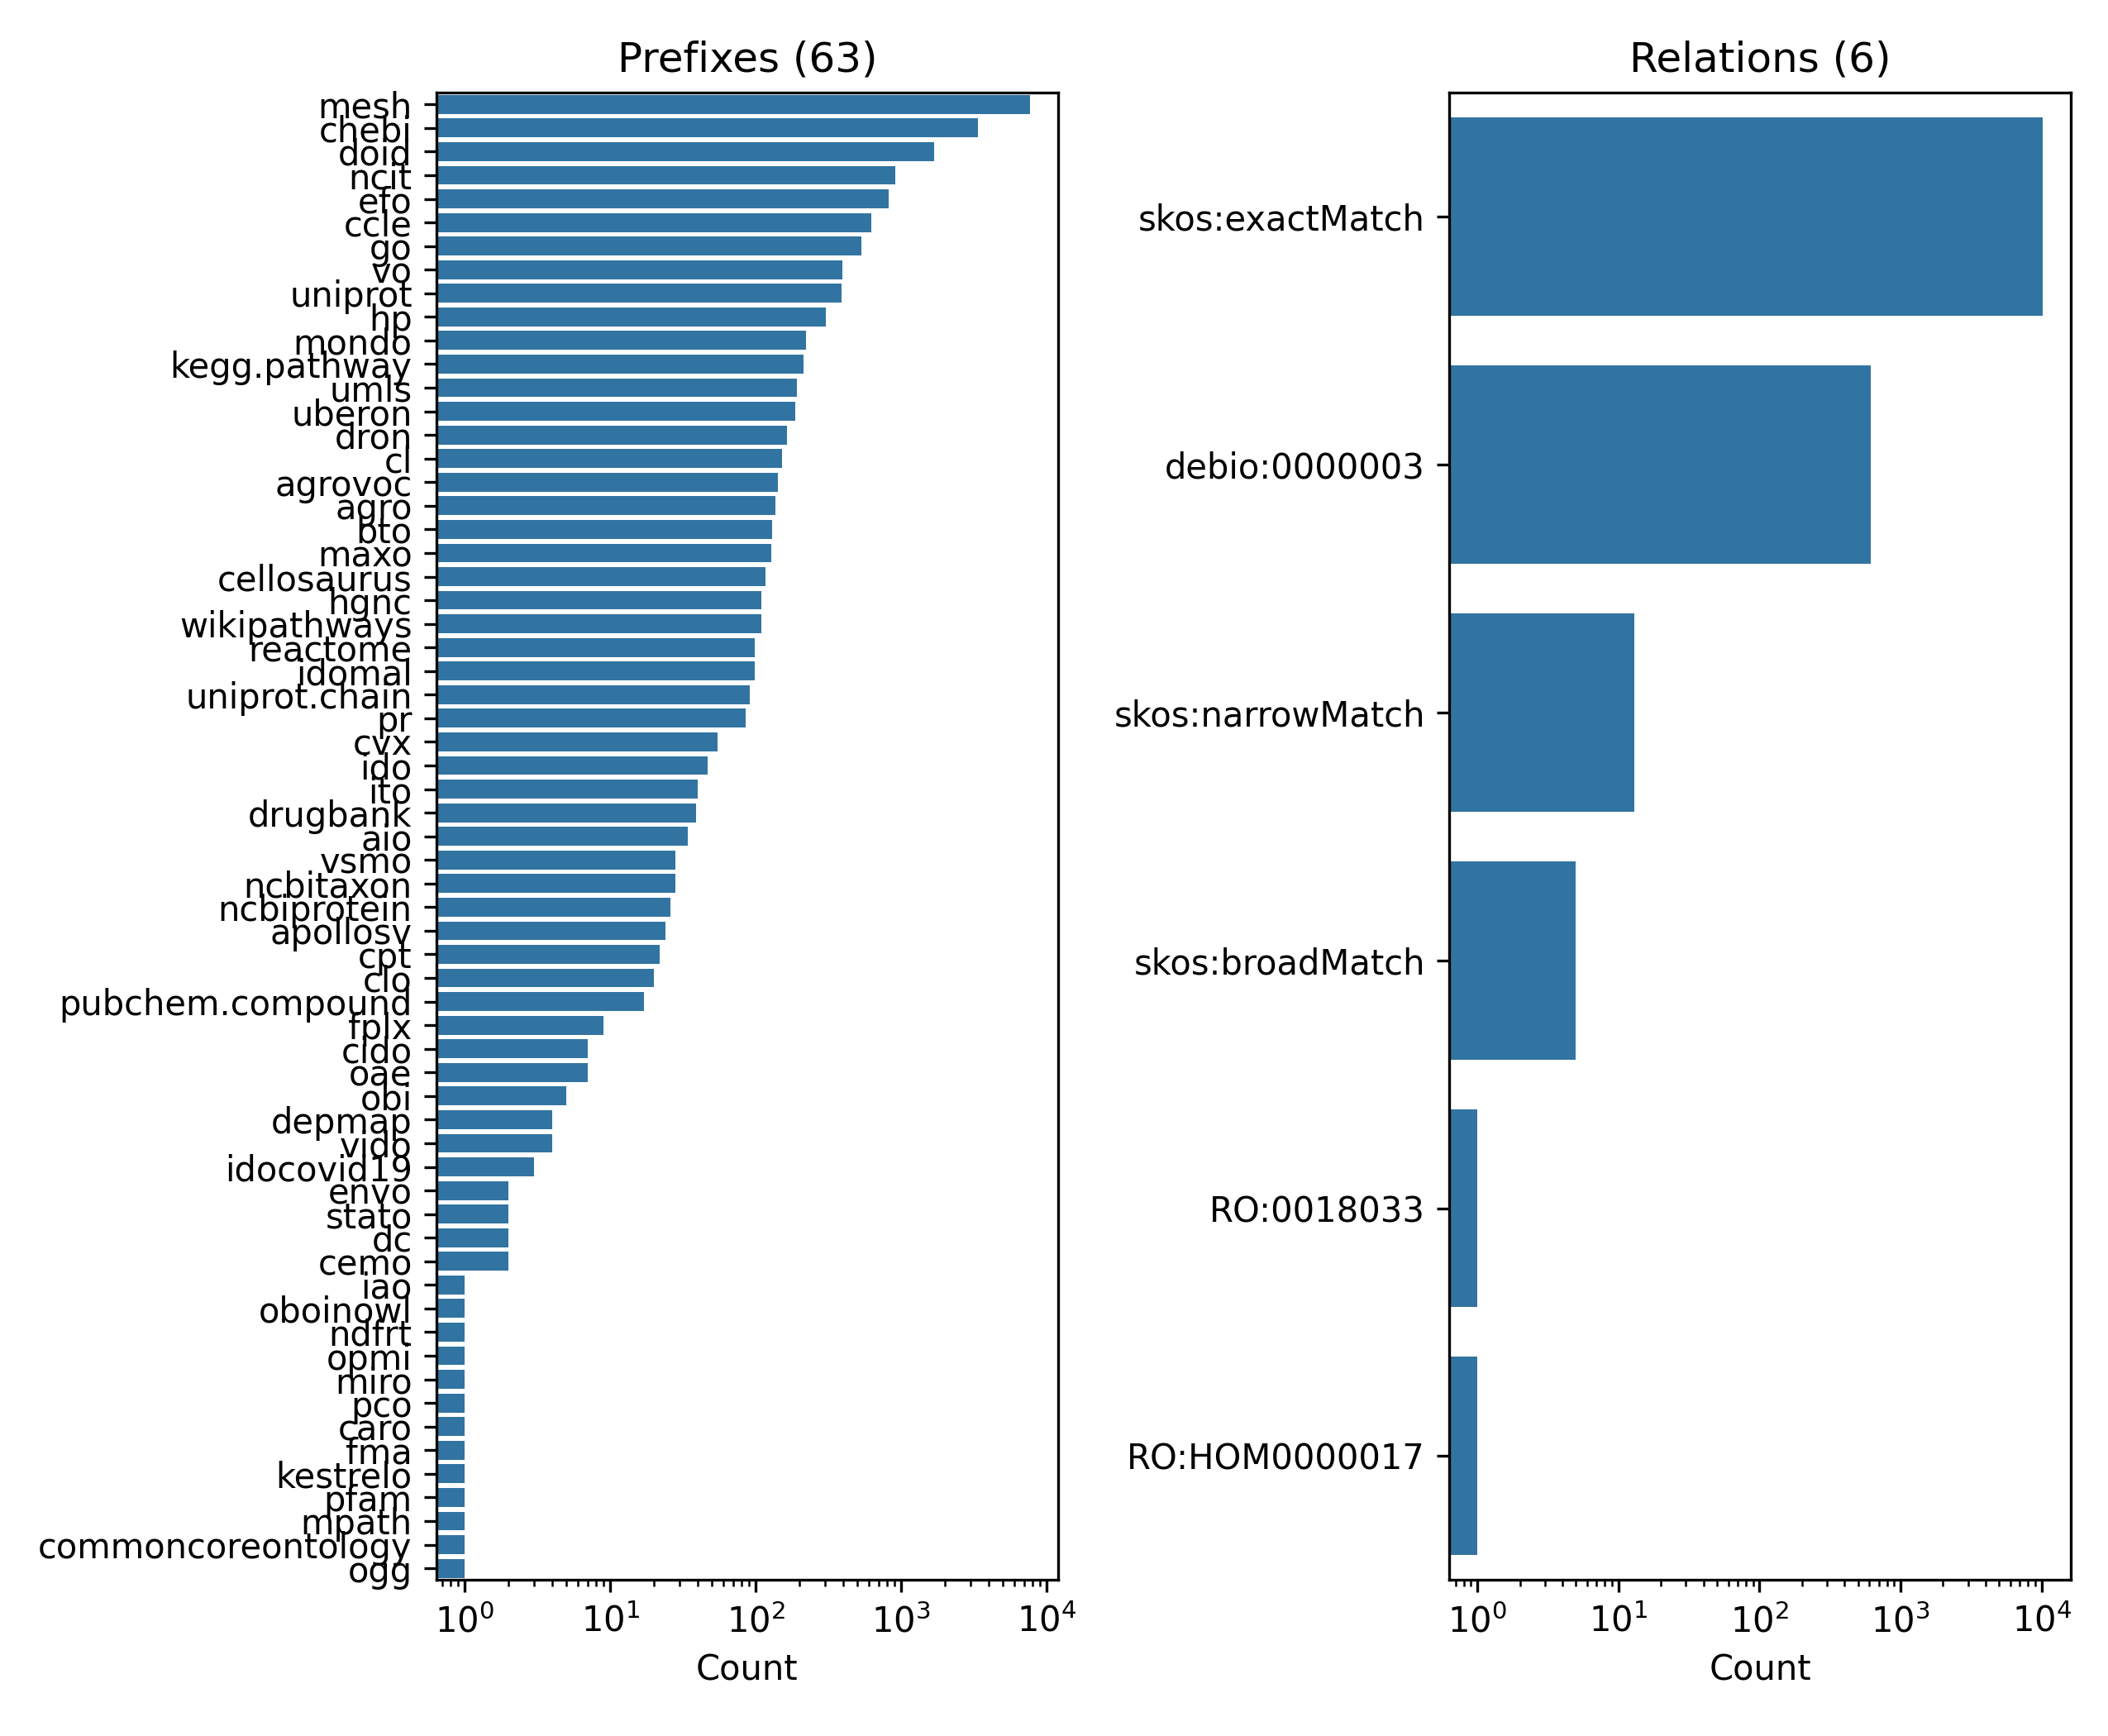 Prefixes (63)
mesh
chebi
doid
ncit
efo
ccle
go
vo
uniprot
hp
mondo
kegg.pathway
umls
uberon
dron
cl
agrovoc
agro
bto
maxo
cellosaurus
hgnc
wikipathways
reactome
idomal
uniprot.chain
pr
cvx
ido
ito
drugbank
aio
vsmo
ncbitaxon
ncbiprotein
apollosv
cpt
clo
pubchem.compound
fplx
cido
oae
obi
depmap
vido
idocovid19
envo
stato
dc
cemo
iao
oboinowl
ndfrt
opmi
miro
pco
caro
fma
kestrelo
pfam
mpath
commoncoreontology
ogg
10⁰ 10¹ 10² 10³ 10⁴
Count
Relations (6)
skos:exactMatch
debio:0000003
skos:narrowMatch
skos:broadMatch
RO:0018033
RO:HOM0000017
10⁰ 10¹ 10² 10³ 10⁴
Count